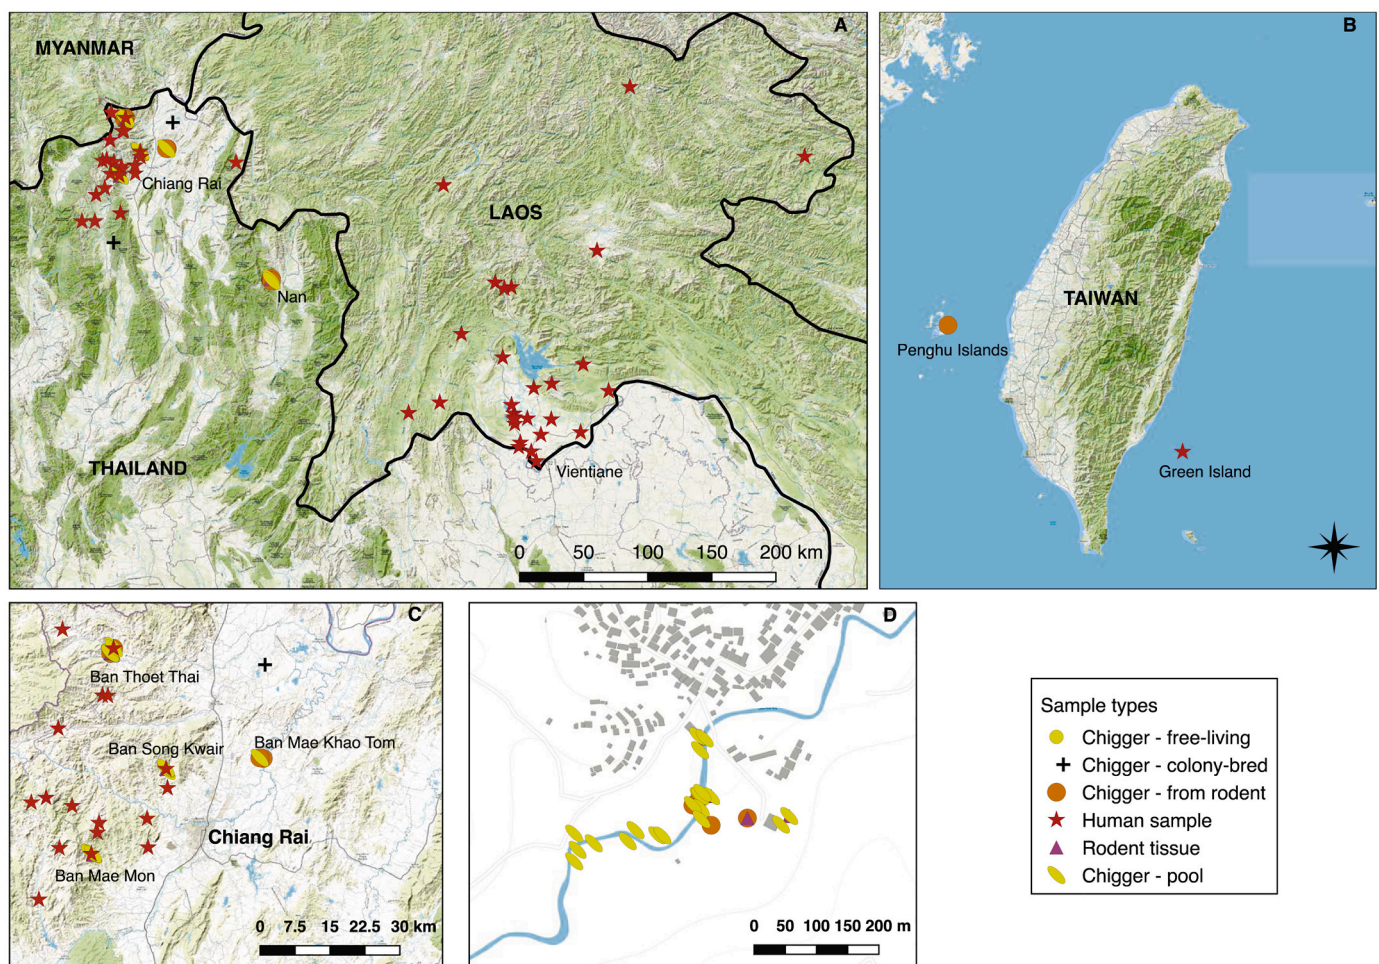 A
MYANMAR
Chiang Rai
LAOS
Nan
THAILAND
Vientiane
0 50 100 150 200 km
B
TAIWAN
Penghu Islands
Green Island
C
Ban Thoet Thai
Ban Song Kwair
Ban Mae Khao Tom
Chiang Rai
Ban Mae Mon
0 7.5 15 22.5 30 km
D
0 50 100 150 200 m
Sample types
Chigger - free-living
Chigger - colony-bred
Chigger - from rodent
Human sample
Rodent tissue
Chigger - pool